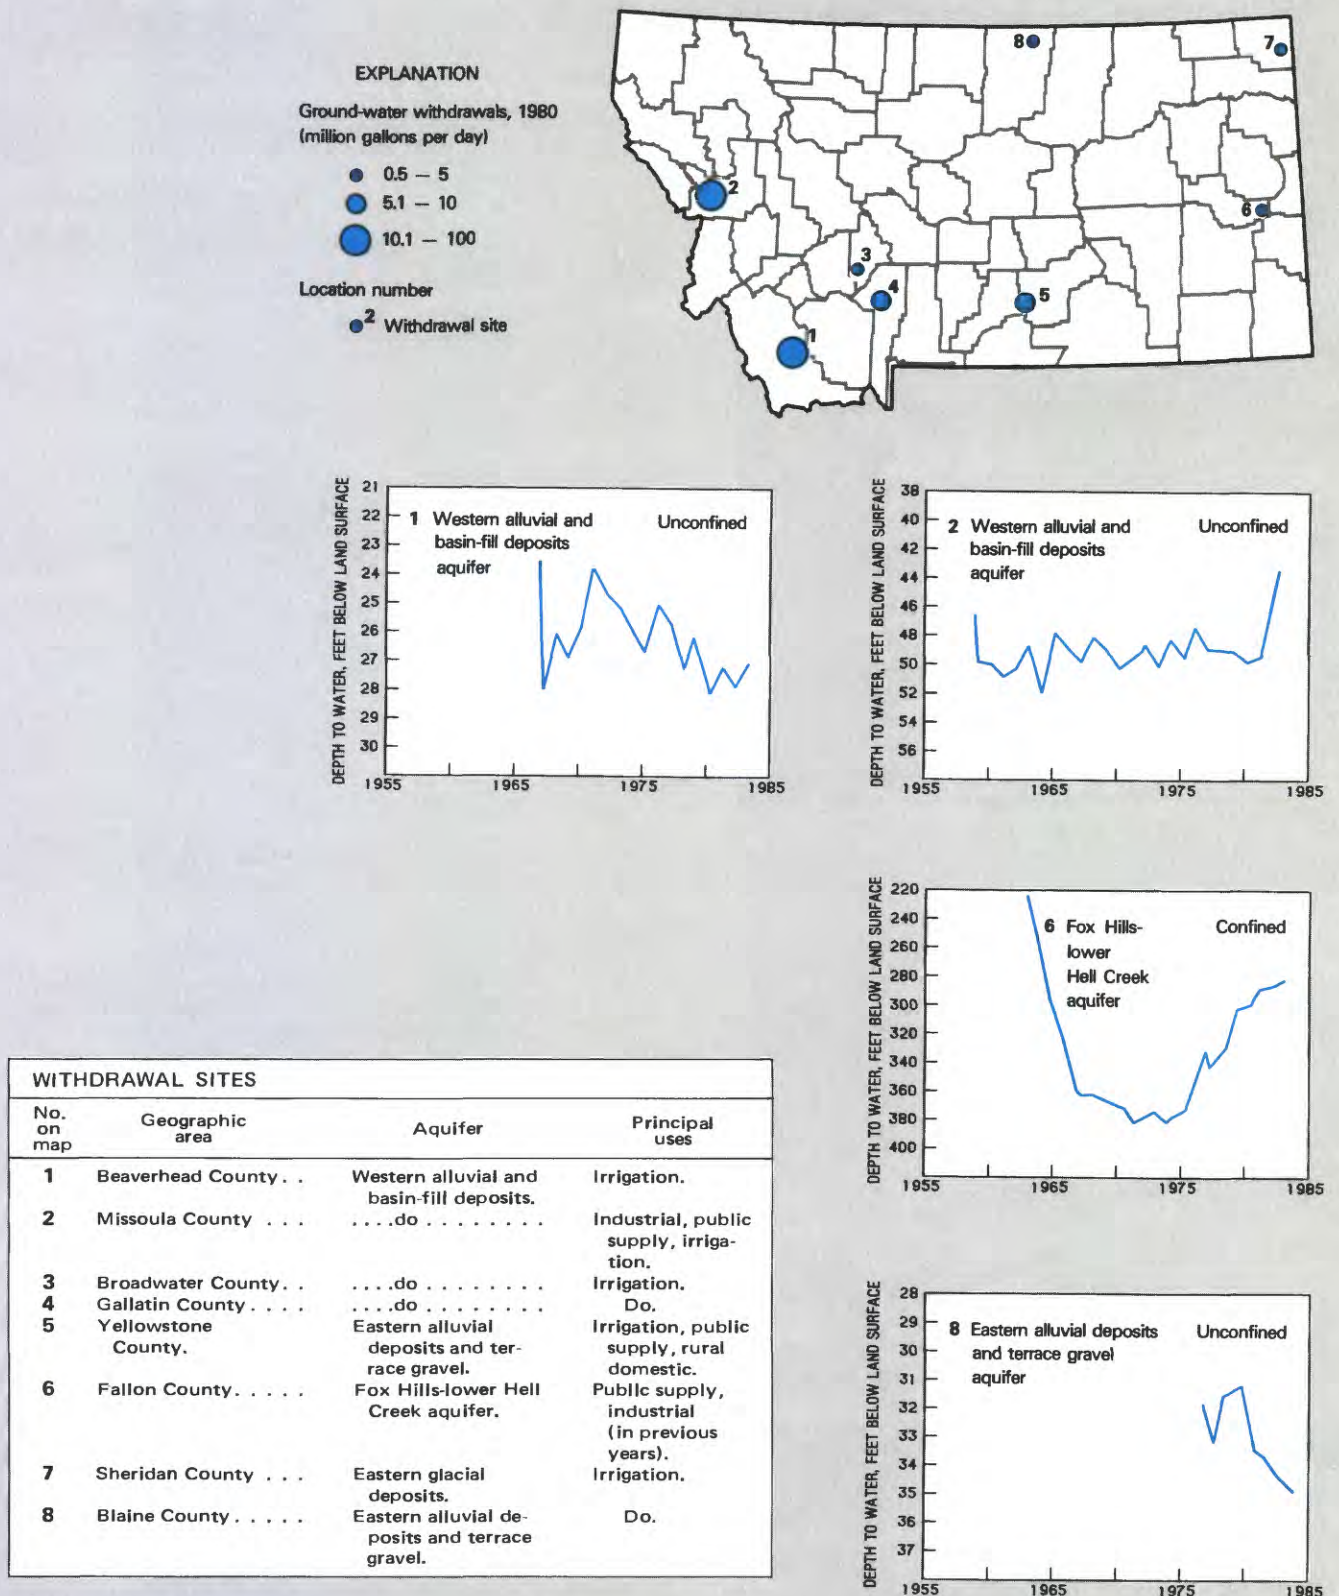 EXPLANATION
Ground-water withdrawals, 1980
(million gallons per day)
0.5 — 5
5.1 — 10
10.1 — 100
Location number
2 Withdrawal site
8
7
2
6
3
4
5
1
DEPTH TO WATER, FEET BELOW LAND SURFACE
21
22
23
24
25
26
27
28
29
30
1 Western alluvial and
basin-fill deposits
aquifer
Unconfined
1955 1965 1975 1985
DEPTH TO WATER, FEET BELOW LAND SURFACE
38
40
42
44
46
48
50
52
54
56
2 Western alluvial and
basin-fill deposits
aquifer
Unconfined
1955 1965 1975 1985
DEPTH TO WATER, FEET BELOW LAND SURFACE
220
240
260
280
300
320
340
360
380
400
6 Fox Hills-
lower
Hell Creek
aquifer
Confined
1955 1965 1975 1985
WITHDRAWAL SITES
No.
on
map
Geographic
area
Aquifer
Principal
uses
1 Beaverhead County. . Western alluvial and Irrigation.
basin-fill deposits.
2 Missoula County . . . . . . .do . . . . . . . . Industrial, public
supply, irriga-
tion.
3 Broadwater County. . . . . .do . . . . . . . . Irrigation.
4 Gallatin County . . . . . . . .do . . . . . . . . Do.
5 Yellowstone Eastern alluvial Irrigation, public
County. deposits and ter- supply, rural
race gravel. domestic.
6 Fallon County. . . . . Fox Hills-lower Hell Public supply,
Creek aquifer. industrial
(in previous
years).
7 Sheridan County . . . Eastern glacial Irrigation.
deposits.
8 Blaine County . . . . . Eastern alluvial de- Do.
posits and terrace
gravel.
DEPTH TO WATER, FEET BELOW LAND SURFACE
28
29
30
31
32
33
34
35
36
37
8 Eastern alluvial deposits
and terrace gravel
aquifer
Unconfined
1955 1965 1975 1985